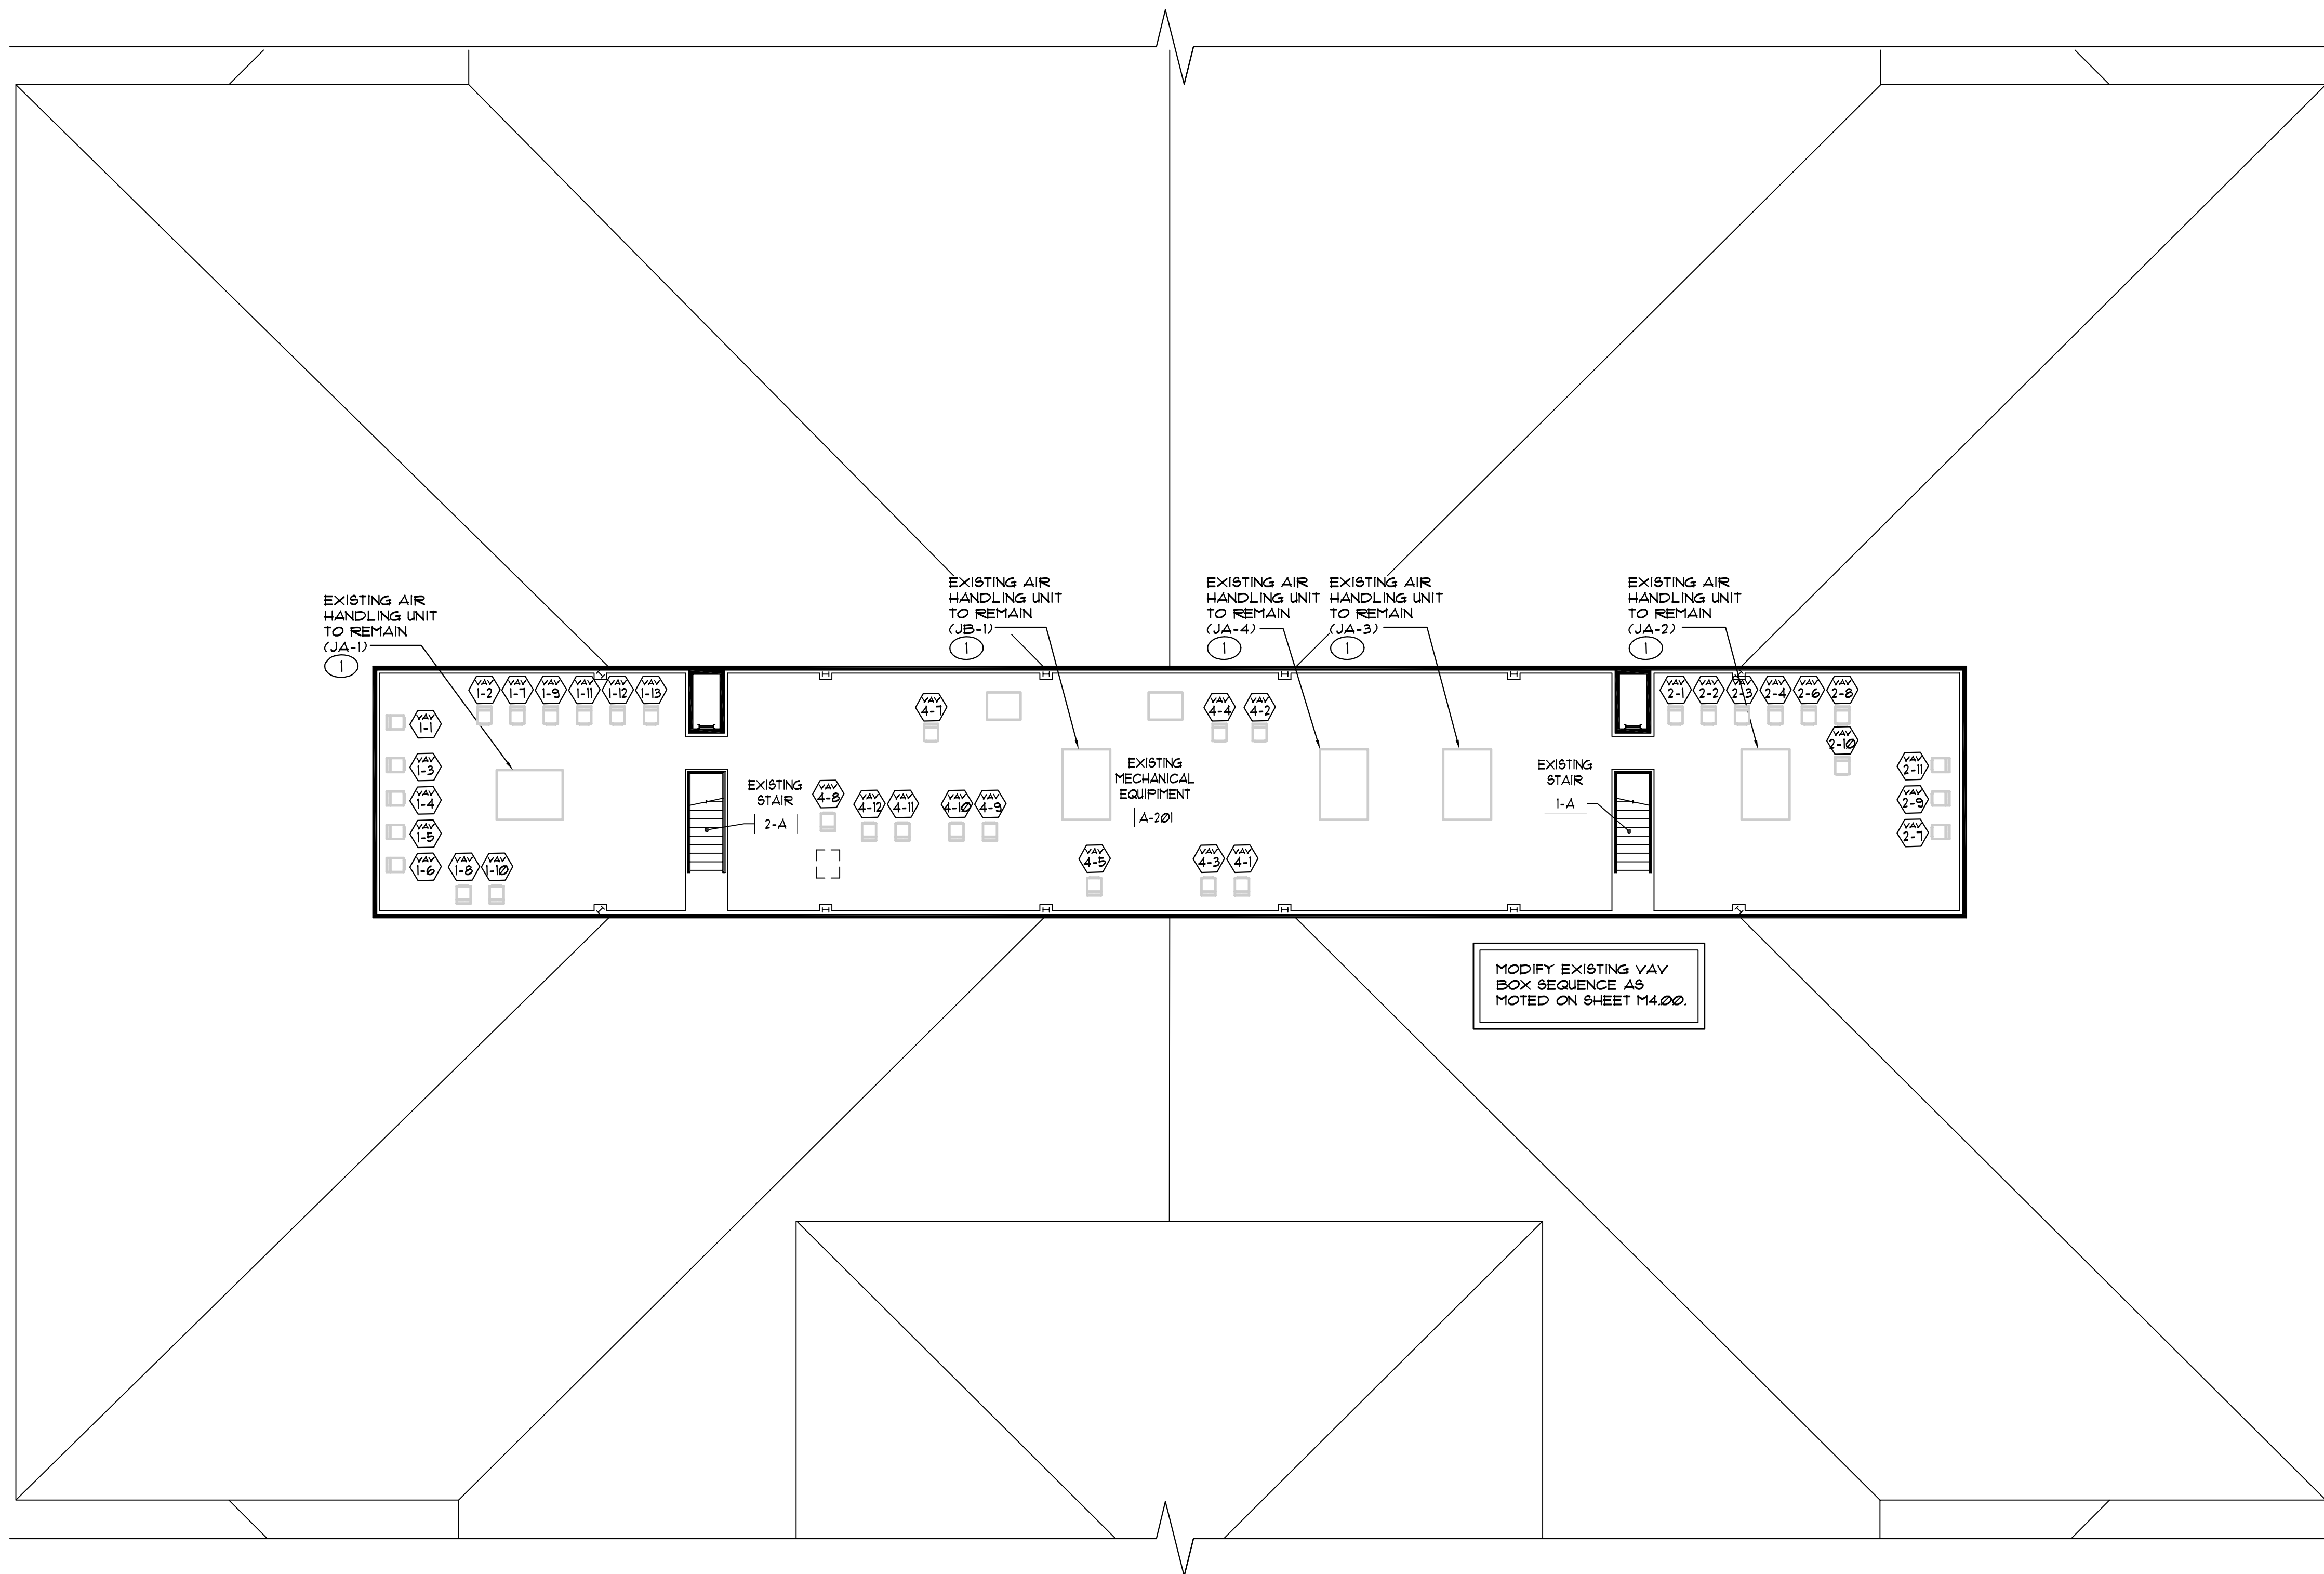 EXISTING AIR
HANDLING UNIT
TO REMAIN
(JA-1)
1
EXISTING AIR
HANDLING UNIT
TO REMAIN
(JB-1)
1
EXISTING AIR
HANDLING UNIT
TO REMAIN
(JA-4)
1
EXISTING AIR
HANDLING UNIT
TO REMAIN
(JA-3)
1
EXISTING AIR
HANDLING UNIT
TO REMAIN
(JA-2)
1
VAV
1-2
VAV
1-7
VAV
1-9
VAV
1-11
VAV
1-12
VAV
1-13
VAV
1-1
VAV
1-3
VAV
1-4
VAV
1-5
VAV
1-6
VAV
1-8
VAV
1-10
EXISTING
STAIR
2-A
VAV
4-7
VAV
4-8
VAV
4-12
VAV
4-11
VAV
4-10
VAV
4-9
VAV
4-4
VAV
4-2
EXISTING
MECHANICAL
EQUIPIMENT
A-201
VAV
4-5
VAV
4-3
VAV
4-1
EXISTING
STAIR
1-A
VAV
2-1
VAV
2-2
VAV
2-3
VAV
2-4
VAV
2-6
VAV
2-8
VAV
2-10
VAV
2-11
VAV
2-9
VAV
2-7
MODIFY EXISTING VAV
BOX SEQUENCE AS
MOTED ON SHEET M4.00.